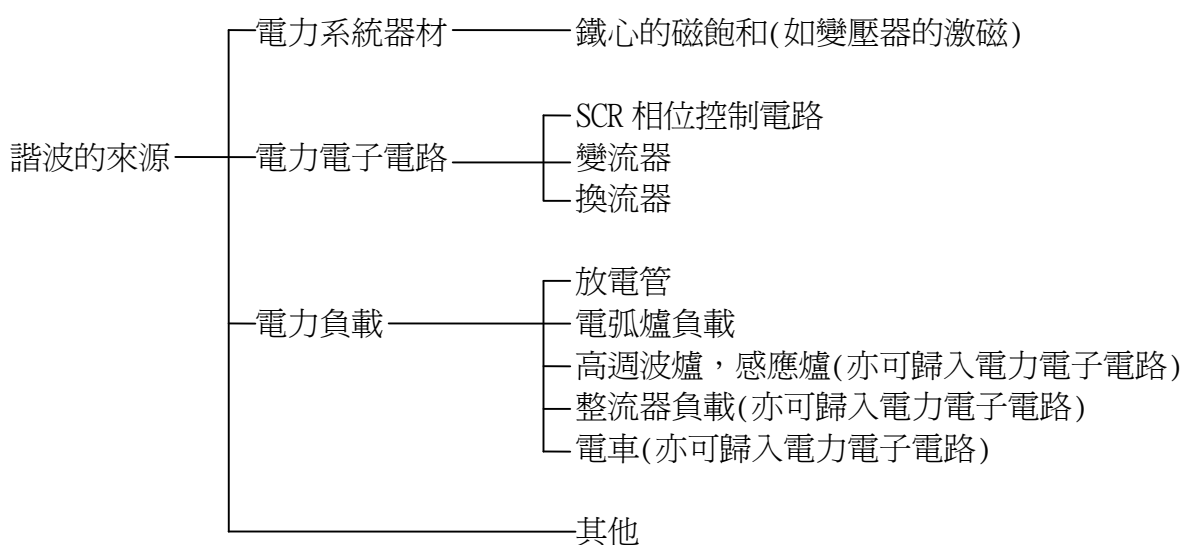 電力系統器材 鐵心的磁飽和(如變壓器的激磁)
SCR 相位控制電路
諧波的來源 電力電子電路 變流器
換流器
放電管
電力負載 電弧爐負載
高週波爐，感應爐(亦可歸入電力電子電路)
整流器負載(亦可歸入電力電子電路)
電車(亦可歸入電力電子電路)
其他